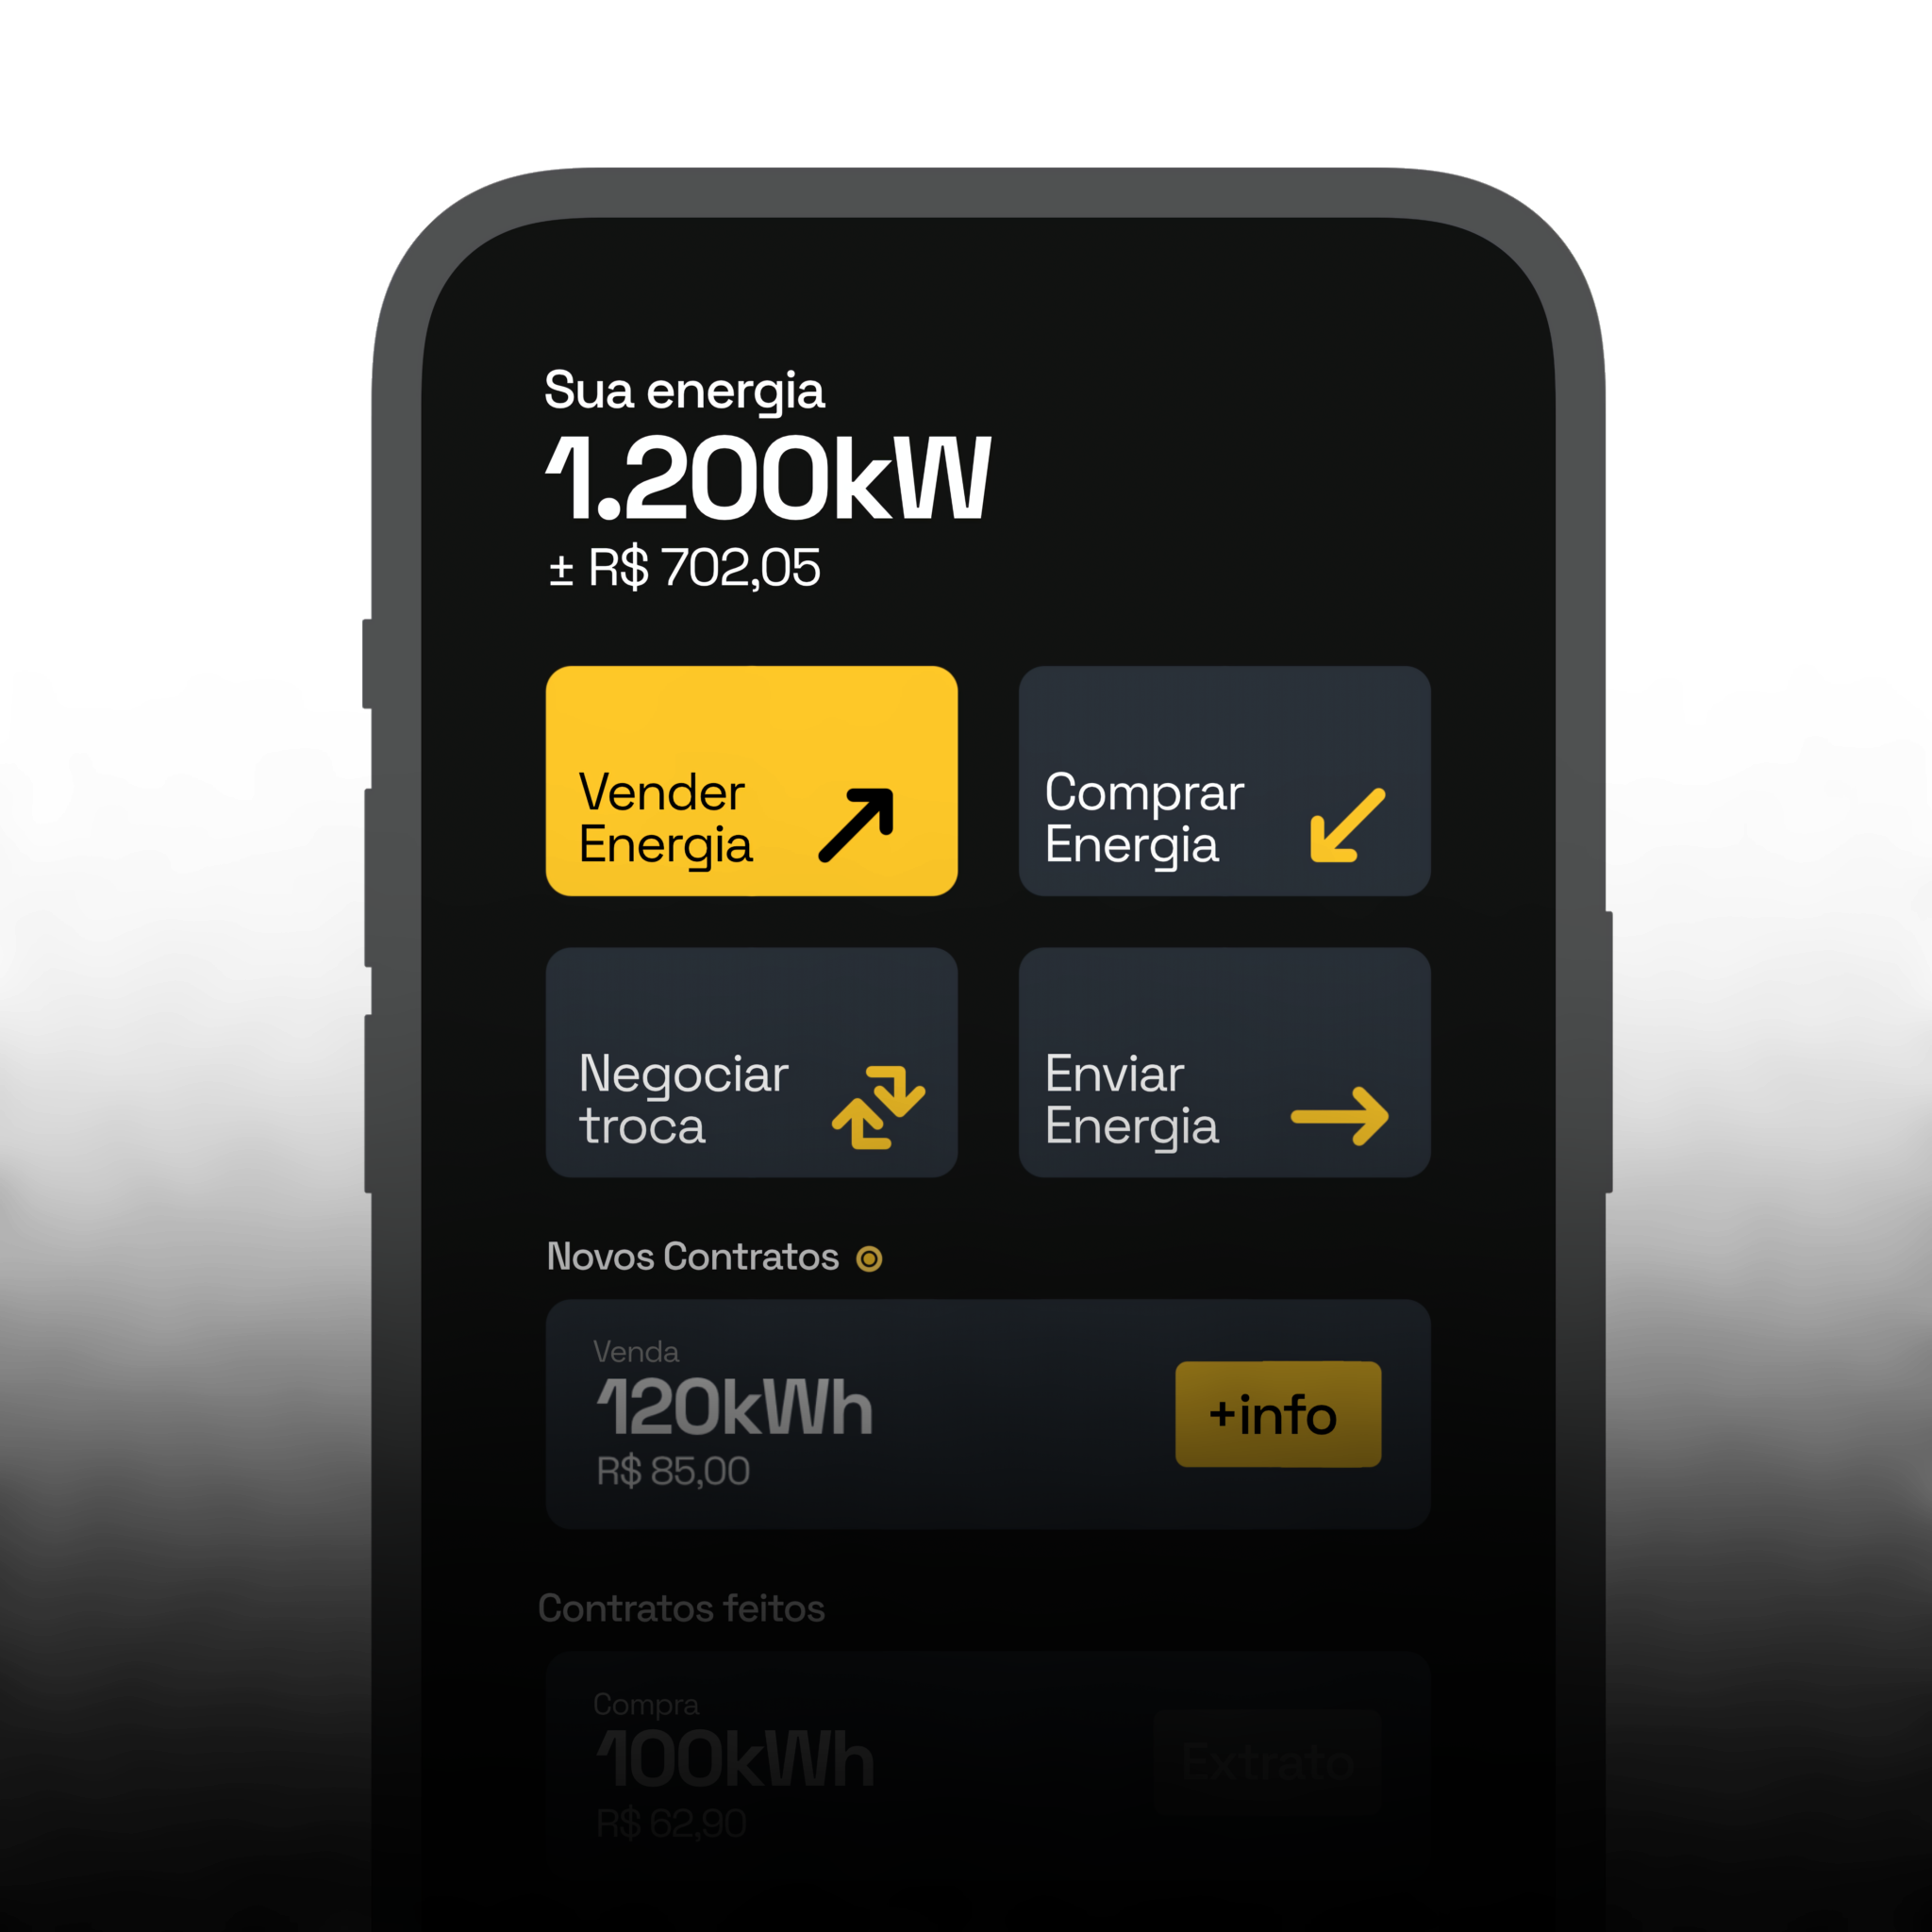 Sua energia
1.200kW
± R$ 702,05
Vender
Energia
Comprar
Energia
Negociar
troca
Enviar
Energia
Novos Contratos
Venda
120kWh
R$ 85,00
+info
Contratos feitos
Compra
100kWh
R$ 62,90
Extrato